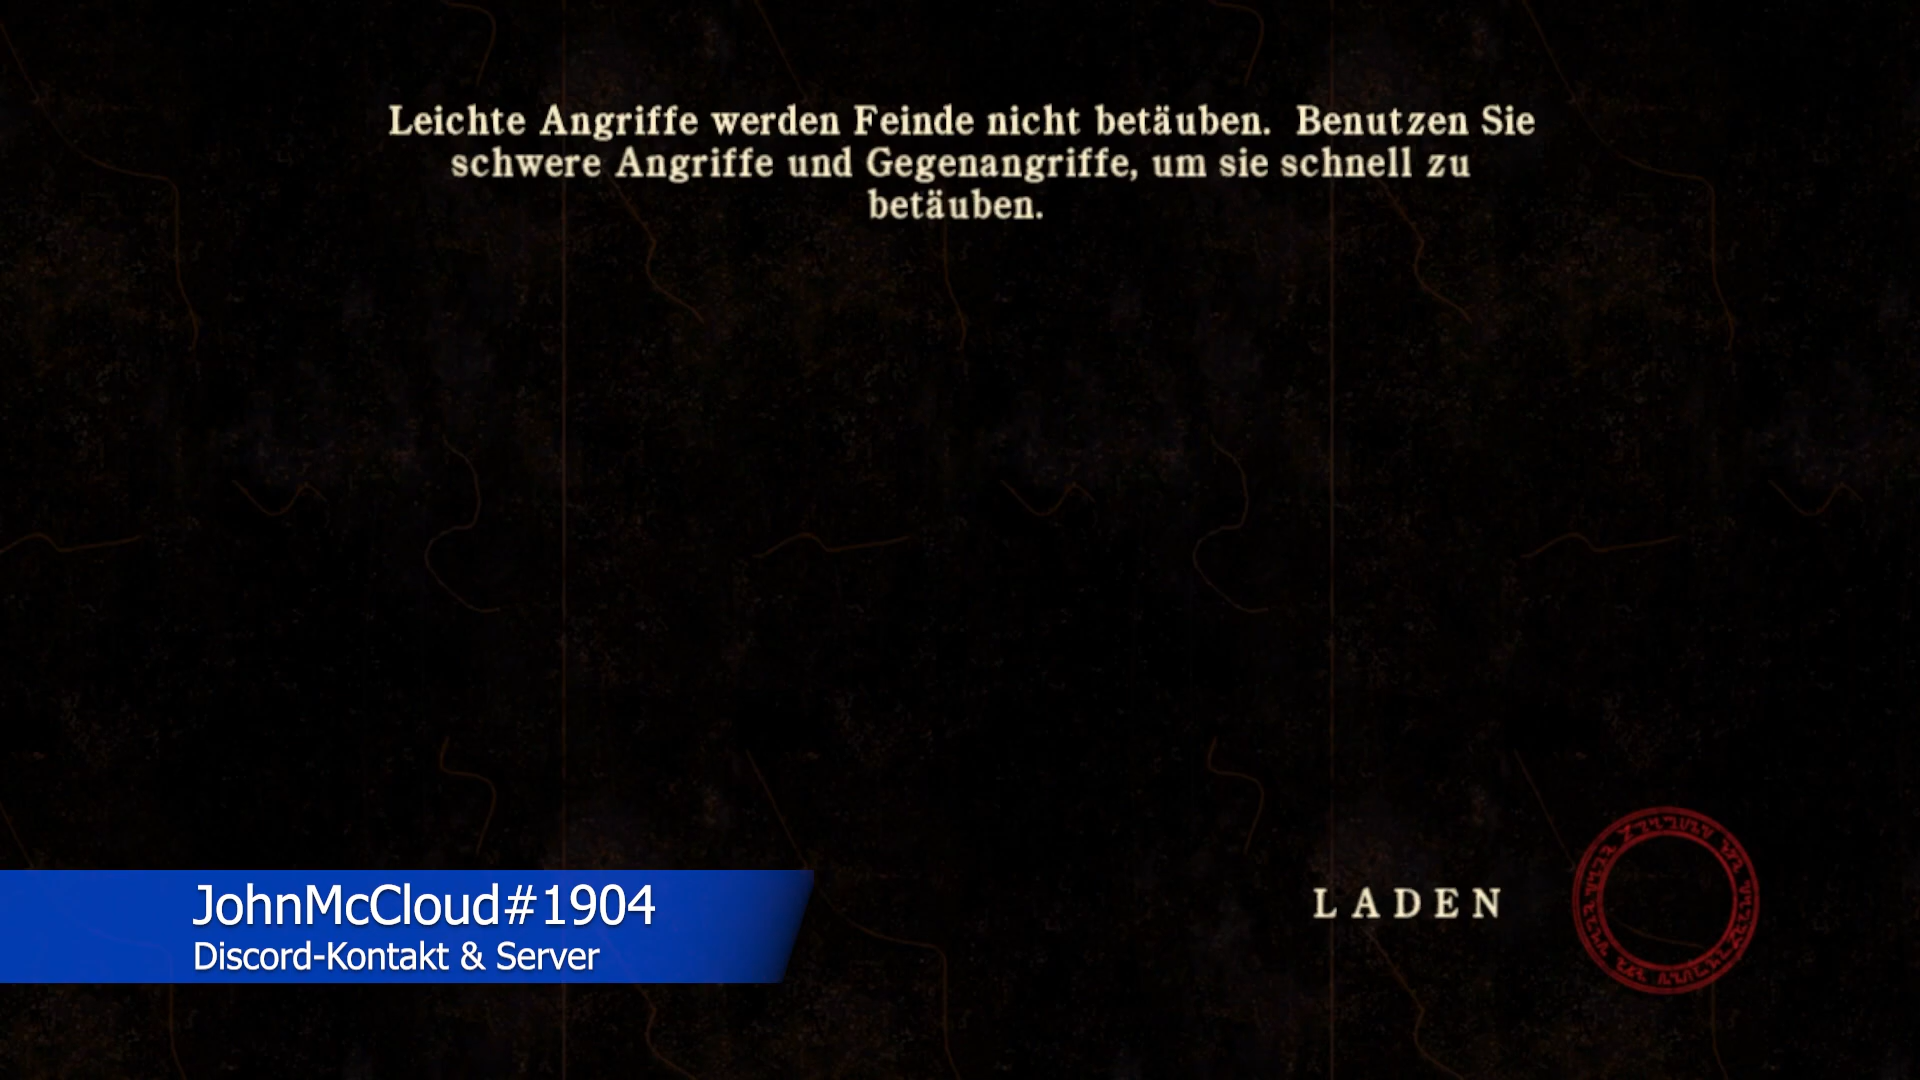 Leichte Angriffe werden Feinde nicht betäuben.  Benutzen Sie
schwere Angriffe und Gegenangriffe, um sie schnell zu
betäuben.
LADEN
JohnMcCloud#1904
Discord-Kontakt & Server